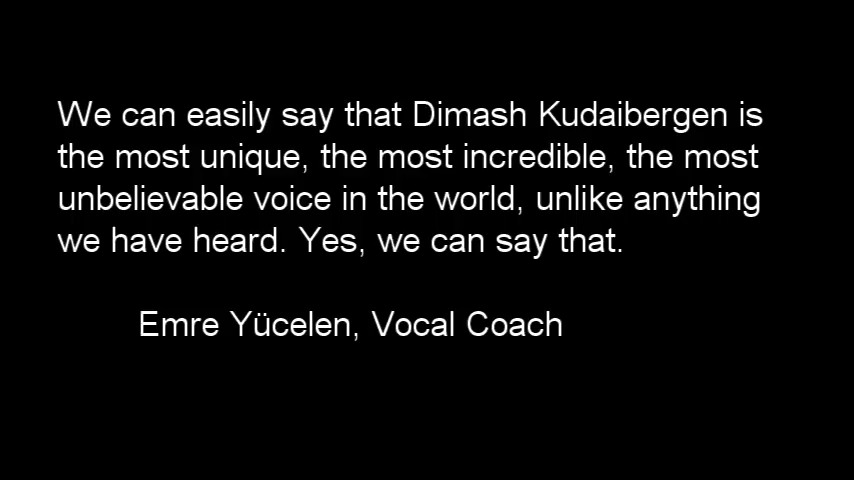 We can easily say that Dimash Kudaibergen is
the most unique, the most incredible, the most
unbelievable voice in the world, unlike anything
we have heard. Yes, we can say that.
Emre Yücelen, Vocal Coach